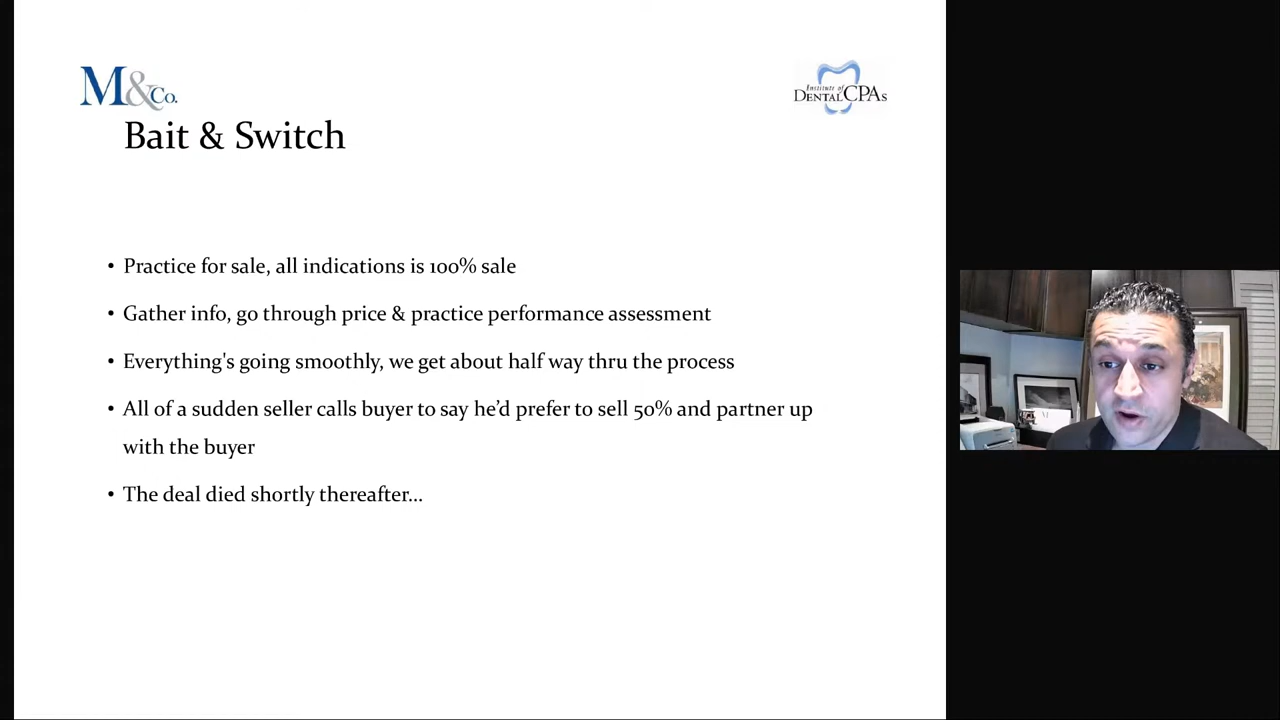 M&Co.
Institute of
DENTAL CPAs
Bait & Switch
• Practice for sale, all indications is 100% sale
• Gather info, go through price & practice performance assessment
• Everything's going smoothly, we get about half way thru the process
• All of a sudden seller calls buyer to say he’d prefer to sell 50% and partner up
with the buyer
• The deal died shortly thereafter...